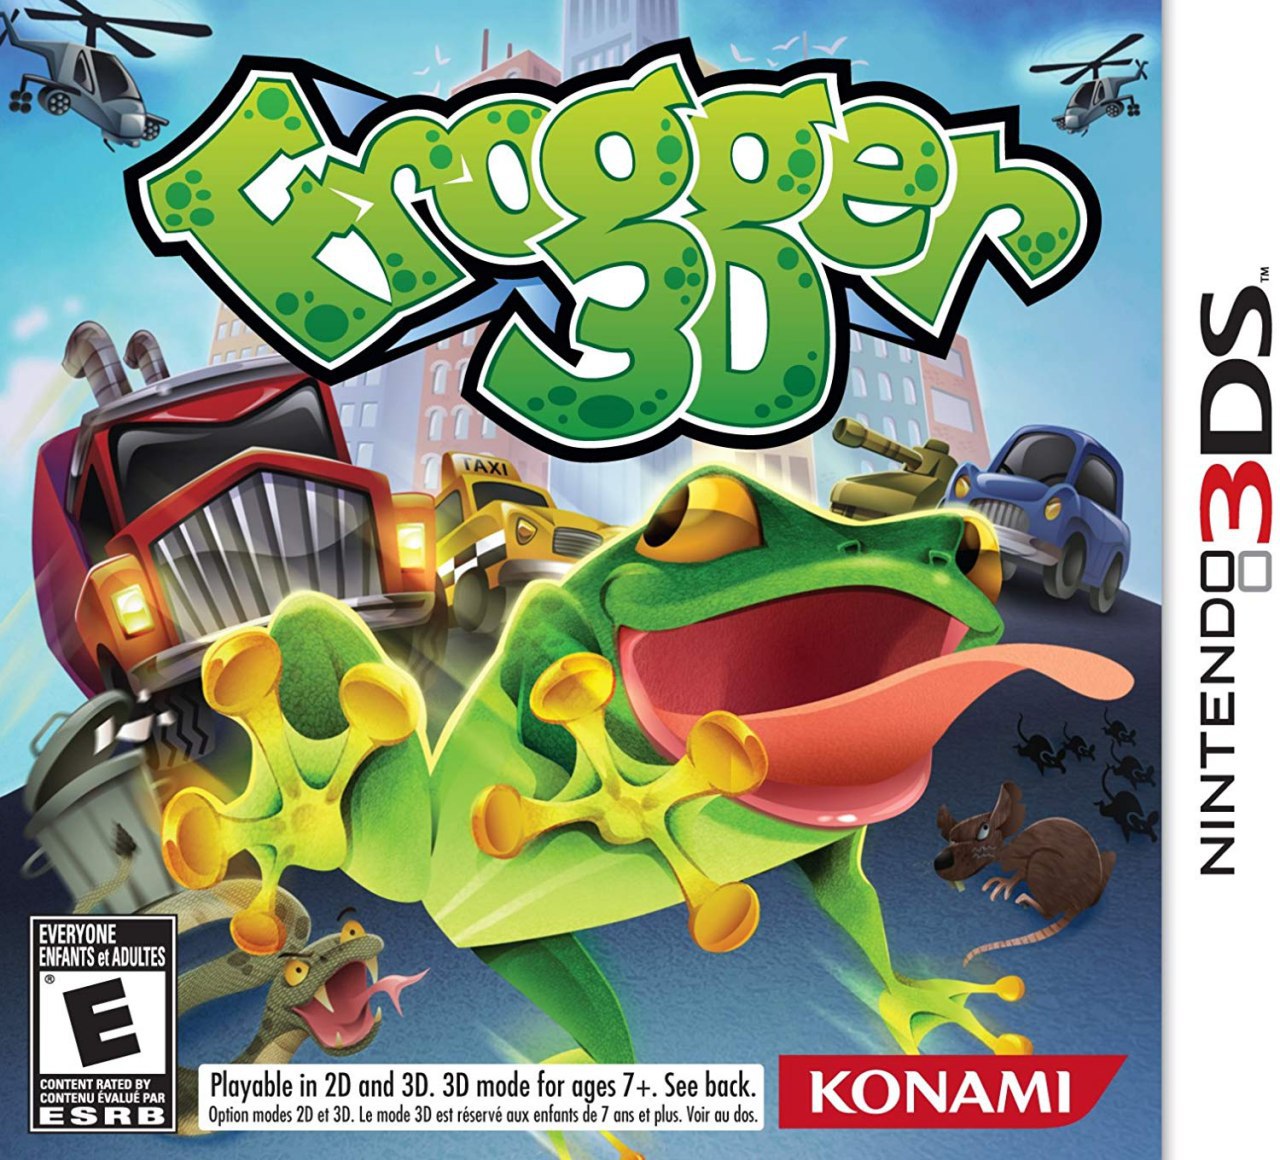 Frogger
3D
TAXI
NINTENDO 3DS™
EVERYONE
ENFANTS et ADULTES
E®
CONTENT RATED BY
CONTENU ÉVALUÉ PAR
ESRB
Playable in 2D and 3D. 3D mode for ages 7+. See back.
Option modes 2D et 3D. Le mode 3D est réservé aux enfants de 7 ans et plus. Voir au dos.
KONAMI